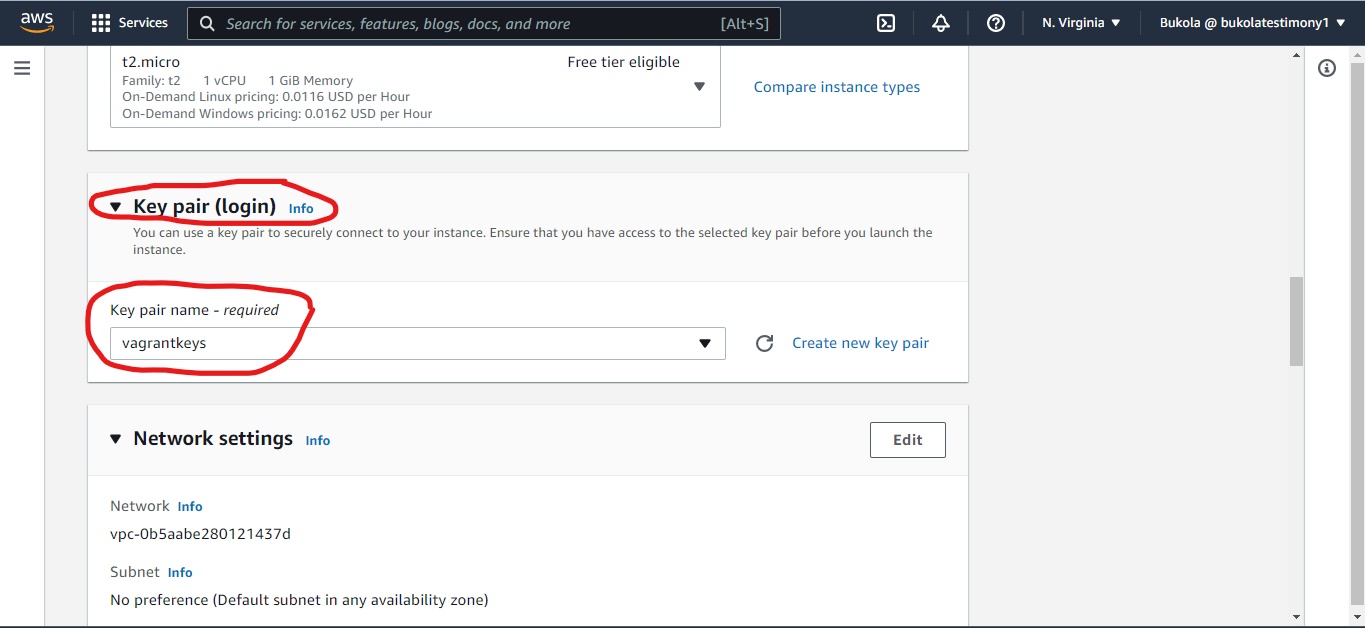 aws
Services
Search for services, features, blogs, docs, and more
[Alt+S]
N. Virginia
Bukola @ bukolatestimony1
t2.micro
Free tier eligible
Family: t2 1 vCPU 1 GiB Memory
On-Demand Linux pricing: 0.0116 USD per Hour
On-Demand Windows pricing: 0.0162 USD per Hour
Compare instance types
Key pair (login) Info
You can use a key pair to securely connect to your instance. Ensure that you have access to the selected key pair before you launch the
instance.
Key pair name - required
vagrantkeys
Create new key pair
Network settings Info
Edit
Network Info
vpc-0b5aabe280121437d
Subnet Info
No preference (Default subnet in any availability zone)